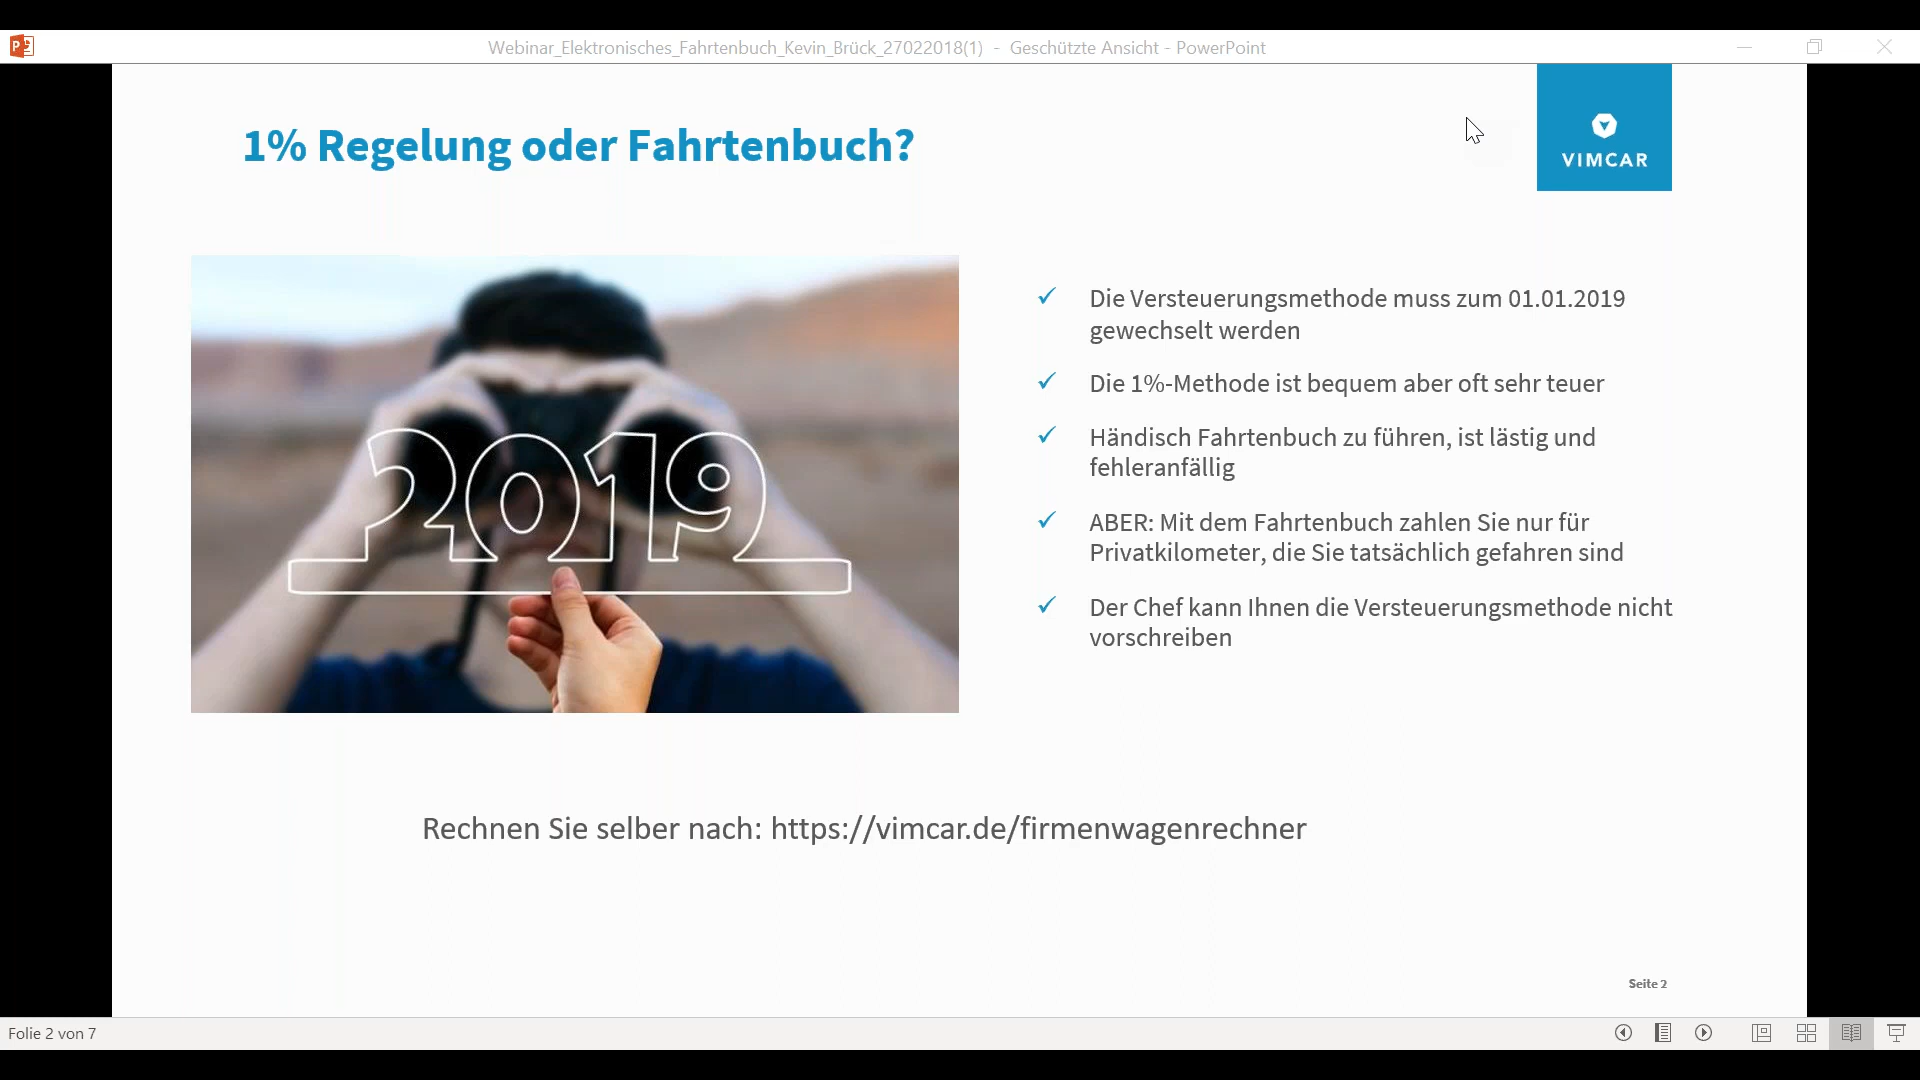 Webinar_Elektronisches_Fahrtenbuch_Kevin_Brück_27022018(1) - Geschützte Ansicht - PowerPoint
1% Regelung oder Fahrtenbuch?
VIMCAR
2019
Die Versteuerungsmethode muss zum 01.01.2019
gewechselt werden
Die 1%-Methode ist bequem aber oft sehr teuer
Händisch Fahrtenbuch zu führen, ist lästig und
fehleranfällig
ABER: Mit dem Fahrtenbuch zahlen Sie nur für
Privatkilometer, die Sie tatsächlich gefahren sind
Der Chef kann Ihnen die Versteuerungsmethode nicht
vorschreiben
Rechnen Sie selber nach: https://vimcar.de/firmenwagenrechner
Seite 2
Folie 2 von 7